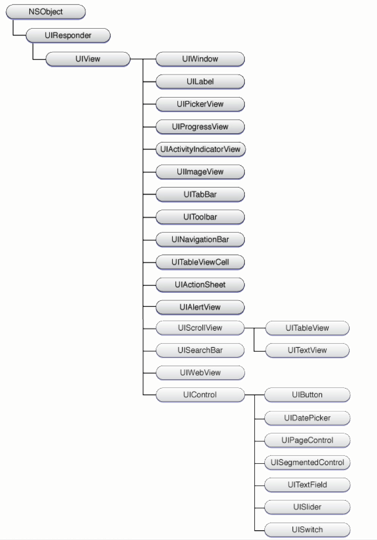 NSObject
UIResponder
UIView
UIWindow
UILabel
UIPickerView
UIProgressView
UIActivityIndicatorView
UIImageView
UITabBar
UIToolbar
UINavigationBar
UITableViewCell
UIActionSheet
UIAlertView
UIScrollView
UITableView
UITextView
UISearchBar
UIWebView
UIControl
UIButton
UIDatePicker
UIPageControl
UISegmentedControl
UITextField
UISlider
UISwitch